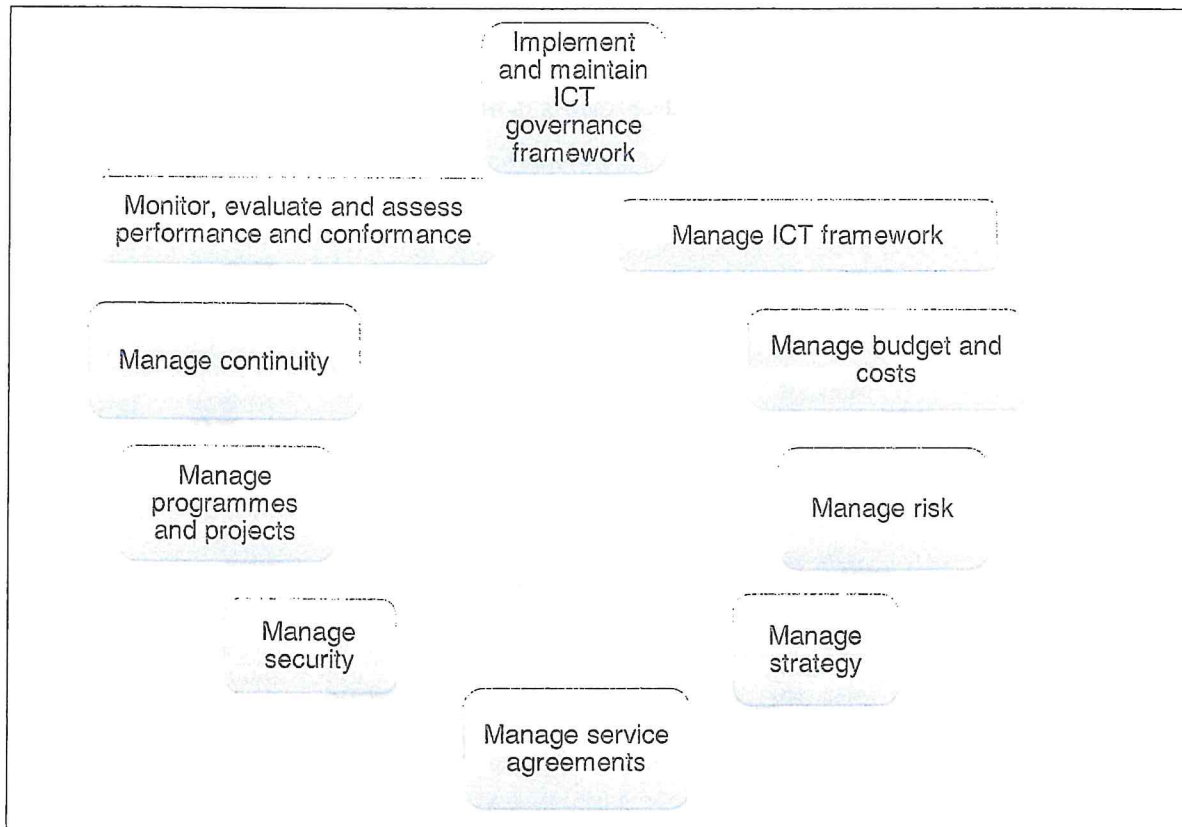 Implement
and maintain
ICT
governance
framework
Monitor, evaluate and assess
performance and conformance
Manage ICT framework
Manage continuity
Manage budget and
costs
Manage
programmes
and projects
Manage risk
Manage
security
Manage
strategy
Manage service
agreements